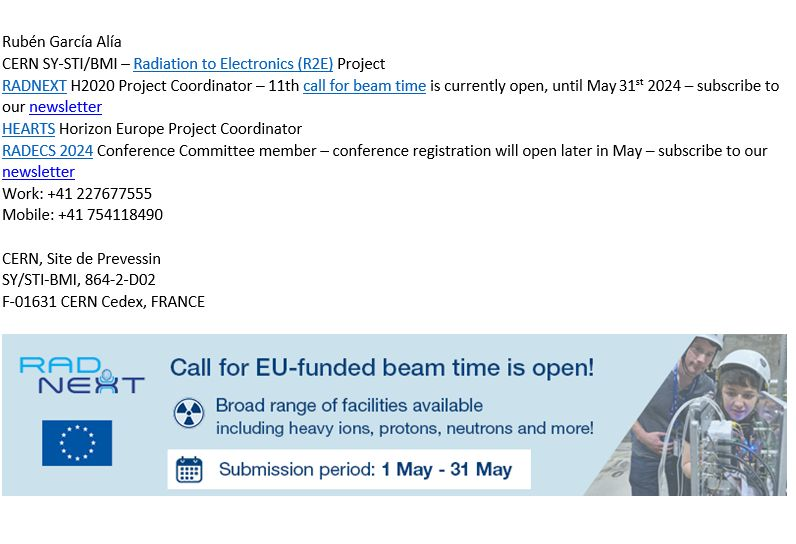 Rubén García Alía
CERN SY-STI/BMI – Radiation to Electronics (R2E) Project
RADNEXT H2020 Project Coordinator – 11th call for beam time is currently open, until May 31st 2024 – subscribe to
our newsletter
HEARTS Horizon Europe Project Coordinator
RADECS 2024 Conference Committee member – conference registration will open later in May – subscribe to our
newsletter
Work: +41 227677555
Mobile: +41 754118490
CERN, Site de Prevessin
SY/STI-BMI, 864-2-D02
F-01631 CERN Cedex, FRANCE
RAD
NEXT
Call for EU-funded beam time is open!
Broad range of facilities available
including heavy ions, protons, neutrons and more!
Submission period: 1 May - 31 May